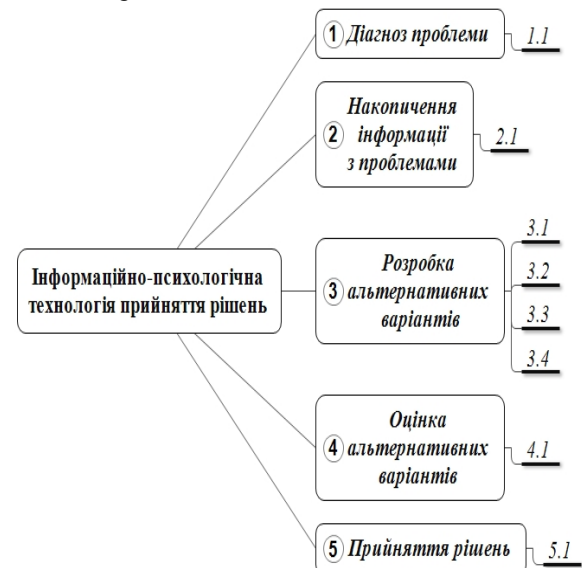 Інформаційно-психологічна
технологія прийняття рішень
1 Діагноз проблеми
1.1
2 Накопичення
інформації
з проблемами
2.1
3 Розробка
альтернативних
варіантів
3.1
3.2
3.3
3.4
4 Оцінка
альтернативних
варіантів
4.1
5 Прийняття рішень
5.1